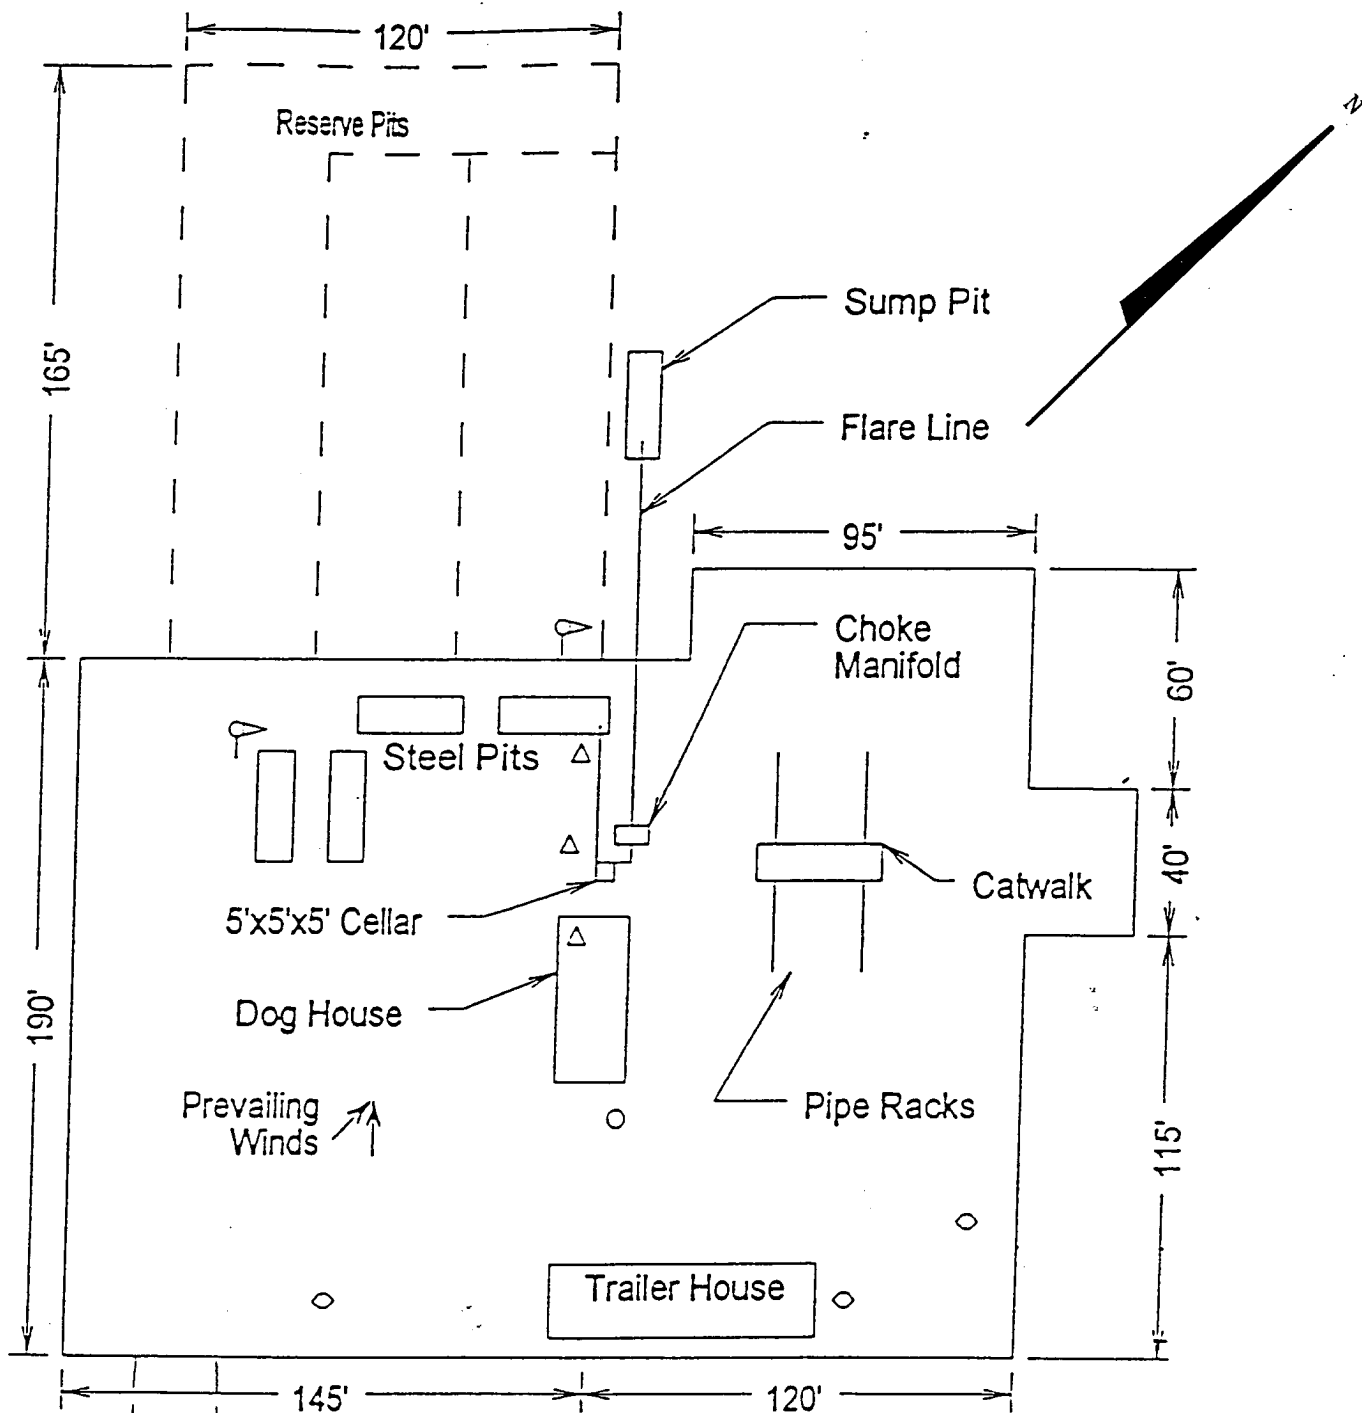 120'
Reserve Pits
N
Sump Pit
165'
Flare Line
95'
Choke
Manifold
60'
Steel Pits
40'
Catwalk
5'x5'x5' Cellar
190'
Dog House
Prevailing
Winds
Pipe Racks
115'
Trailer House
145'
120'